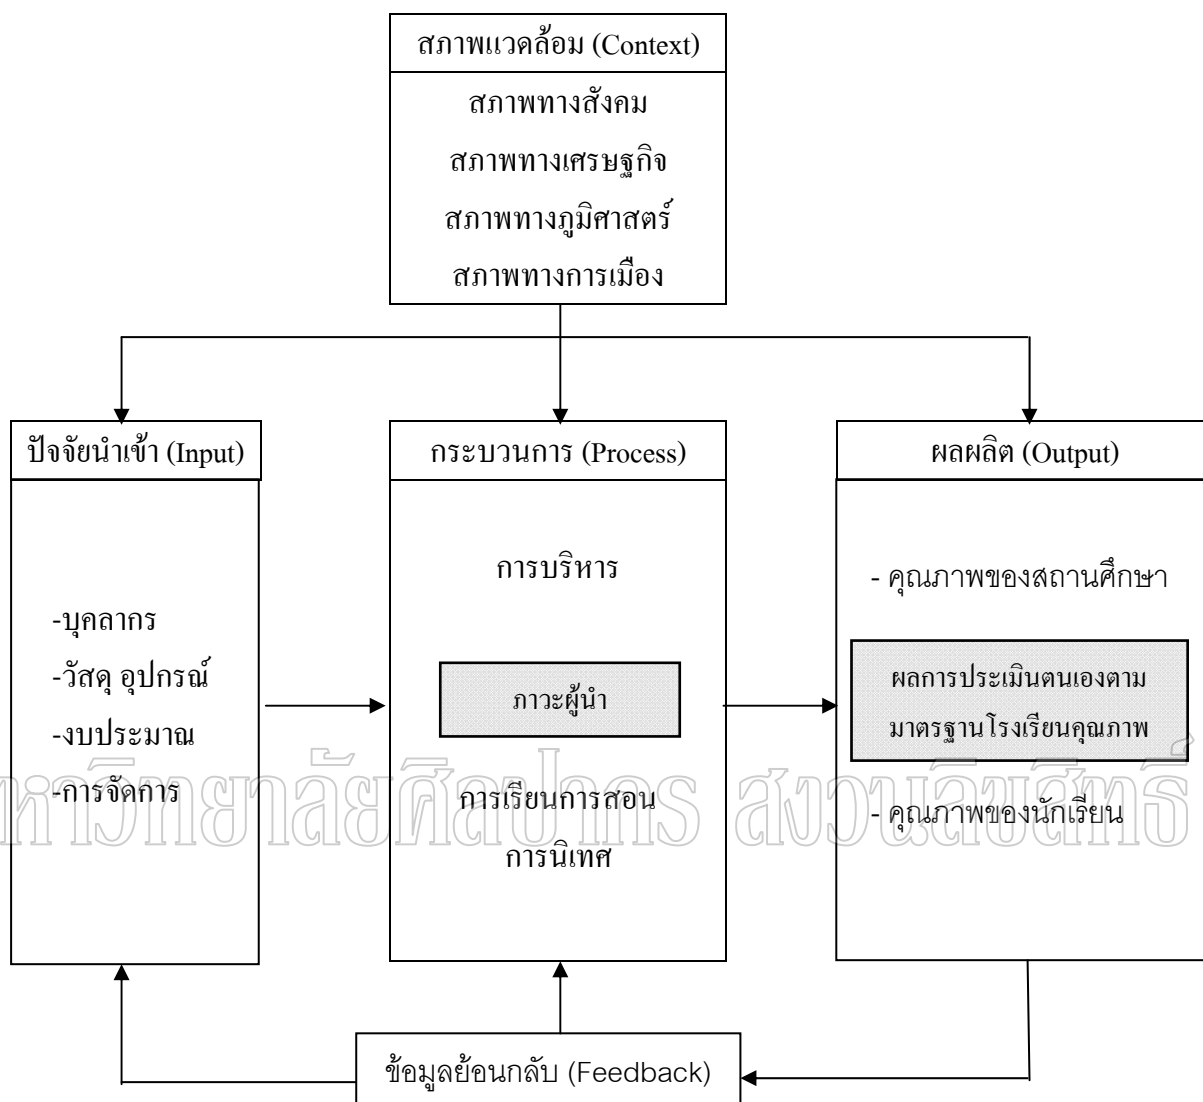 สภาพแวดล้อม (Context)
สภาพทางสังคม
สภาพทางเศรษฐกิจ
สภาพทางภูมิศาสตร์
สภาพทางการเมือง
ปัจจัยนำเข้า (Input)
-บุคลากร
-วัสดุ อุปกรณ์
-งบประมาณ
-การจัดการ
กระบวนการ (Process)
การบริหาร
ภาวะผู้นำ
การเรียนการสอน
การนิเทศ
ผลผลิต (Output)
- คุณภาพของสถานศึกษา
ผลการประเมินตนเองตาม
มาตรฐานโรงเรียนคุณภาพ
- คุณภาพของนักเรียน
มหาวิทยาลัยศิลปากร สงวนลิขสิทธิ์
ข้อมูลย้อนกลับ (Feedback)